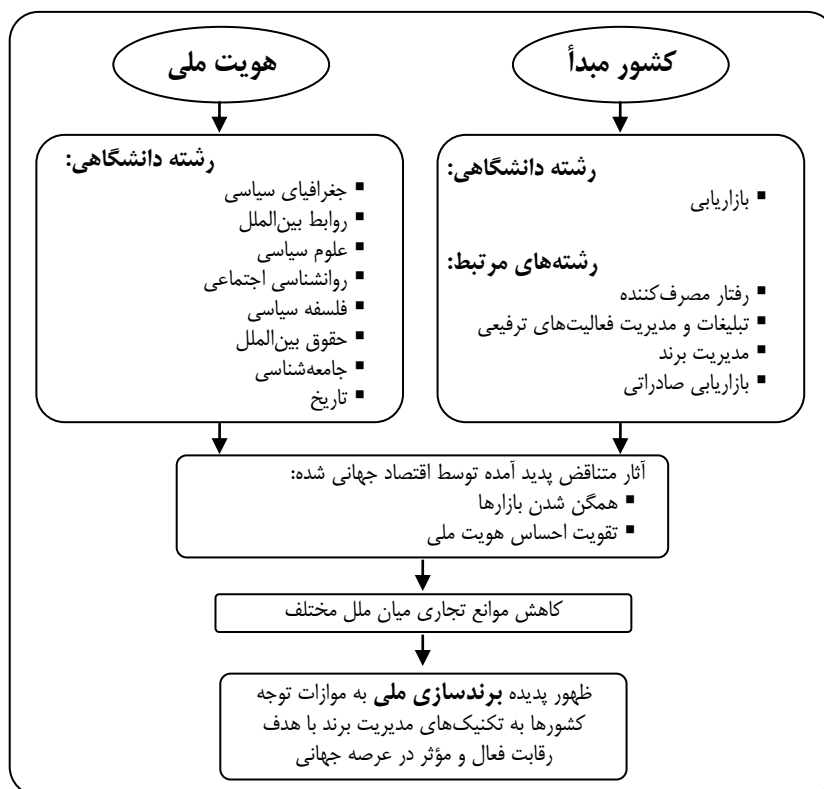 کشور مبدأ
هویت ملی
رشته دانشگاهی:
▪ بازاریابی
رشته‌های مرتبط:
▪ رفتار مصرف‌کننده
▪ تبلیغات و مدیریت فعالیت‌های ترفیعی
▪ مدیریت برند
▪ بازاریابی صادراتی
رشته دانشگاهی:
▪ جغرافیای سیاسی
▪ روابط بین‌الملل
▪ علوم سیاسی
▪ روانشناسی اجتماعی
▪ فلسفه سیاسی
▪ حقوق بین‌الملل
▪ جامعه‌شناسی
▪ تاریخ
آثار متناقض پدید آمده توسط اقتصاد جهانی شده:
▪ همگن شدن بازارها
▪ تقویت احساس هویت ملی
کاهش موانع تجاری میان ملل مختلف
ظهور پدیده برندسازی ملی به موازات توجه
کشورها به تکنیک‌های مدیریت برند با هدف
رقابت فعال و مؤثر در عرصه جهانی